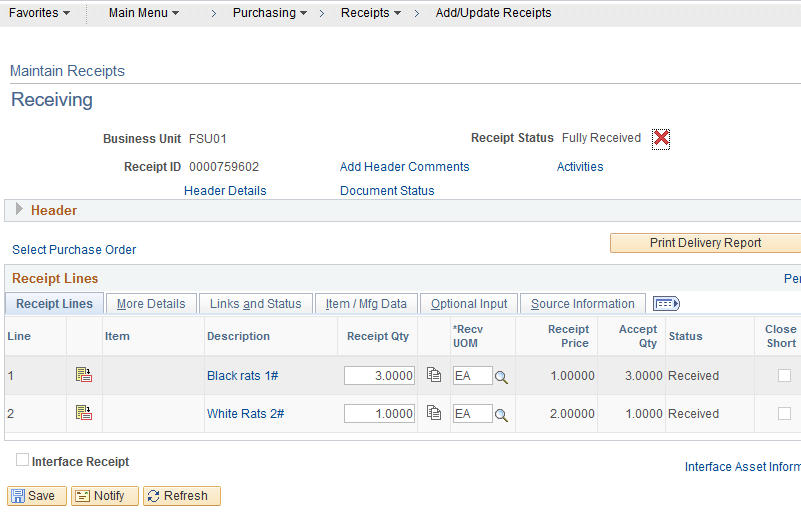 Favorites Main Menu Purchasing Receipts Add/Update Receipts
Maintain Receipts
Receiving
Business Unit FSU01 Receipt Status Fully Received
Receipt ID 0000759602 Add Header Comments Activities
Header Details Document Status
Header
Select Purchase Order Print Delivery Report
Receipt Lines Per
Receipt Lines More Details Links and Status Item / Mfg Data Optional Input Source Information
Line Item Description Receipt Qty *Recv UOM Receipt Price Accept Qty Status Close Short
1 Black rats 1# 3.0000 EA 1.00000 3.0000 Received
2 White Rats 2# 1.0000 EA 2.00000 1.0000 Received
Interface Receipt
Interface Asset Inform
Save Notify Refresh